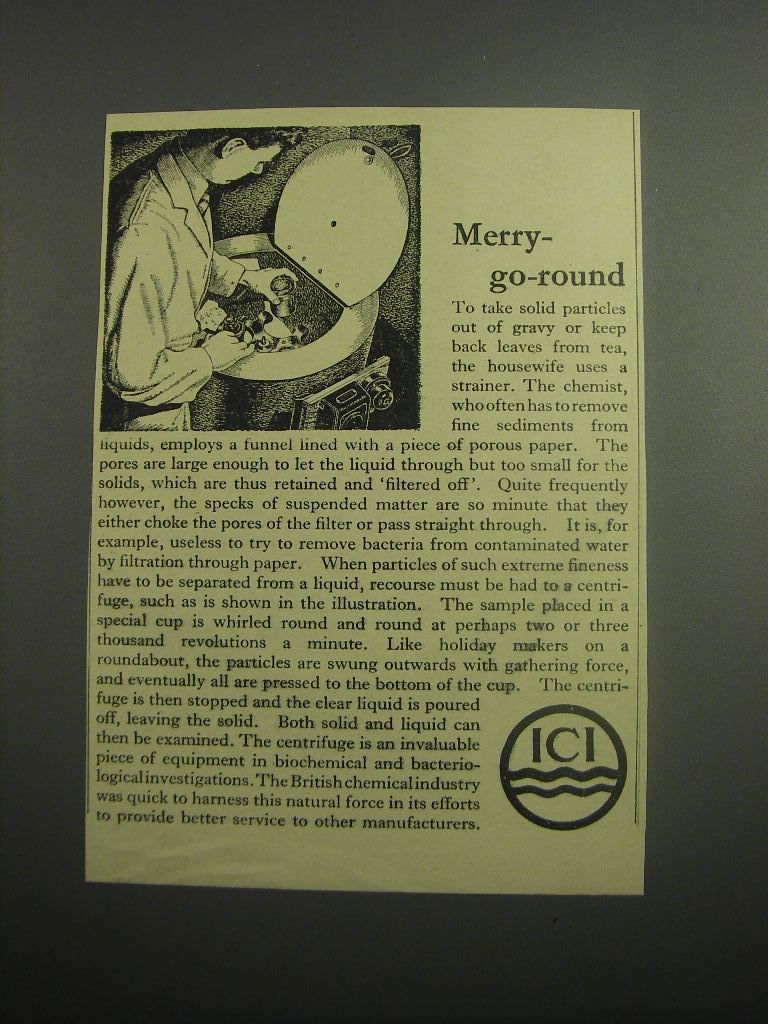 Merry-
go-round
To take solid particles
out of gravy or keep
back leaves from tea,
the housewife uses a
strainer. The chemist,
who often has to remove
fine sediments from
liquids, employs a funnel lined with a piece of porous paper. The
pores are large enough to let the liquid through but too small for the
solids, which are thus retained and ‘filtered off’. Quite frequently
however, the specks of suspended matter are so minute that they
either choke the pores of the filter or pass straight through. It is, for
example, useless to try to remove bacteria from contaminated water
by filtration through paper. When particles of such extreme fineness
have to be separated from a liquid, recourse must be had to a centri-
fuge, such as is shown in the illustration. The sample placed in a
special cup is whirled round and round at perhaps two or three
thousand revolutions a minute. Like holiday makers on a
roundabout, the particles are swung outwards with gathering force,
and eventually all are pressed to the bottom of the cup. The centri-
fuge is then stopped and the clear liquid is poured
off, leaving the solid. Both solid and liquid can
then be examined. The centrifuge is an invaluable
piece of equipment in biochemical and bacterio-
logical investigations. The British chemical industry
was quick to harness this natural force in its efforts
to provide better service to other manufacturers.
ICI